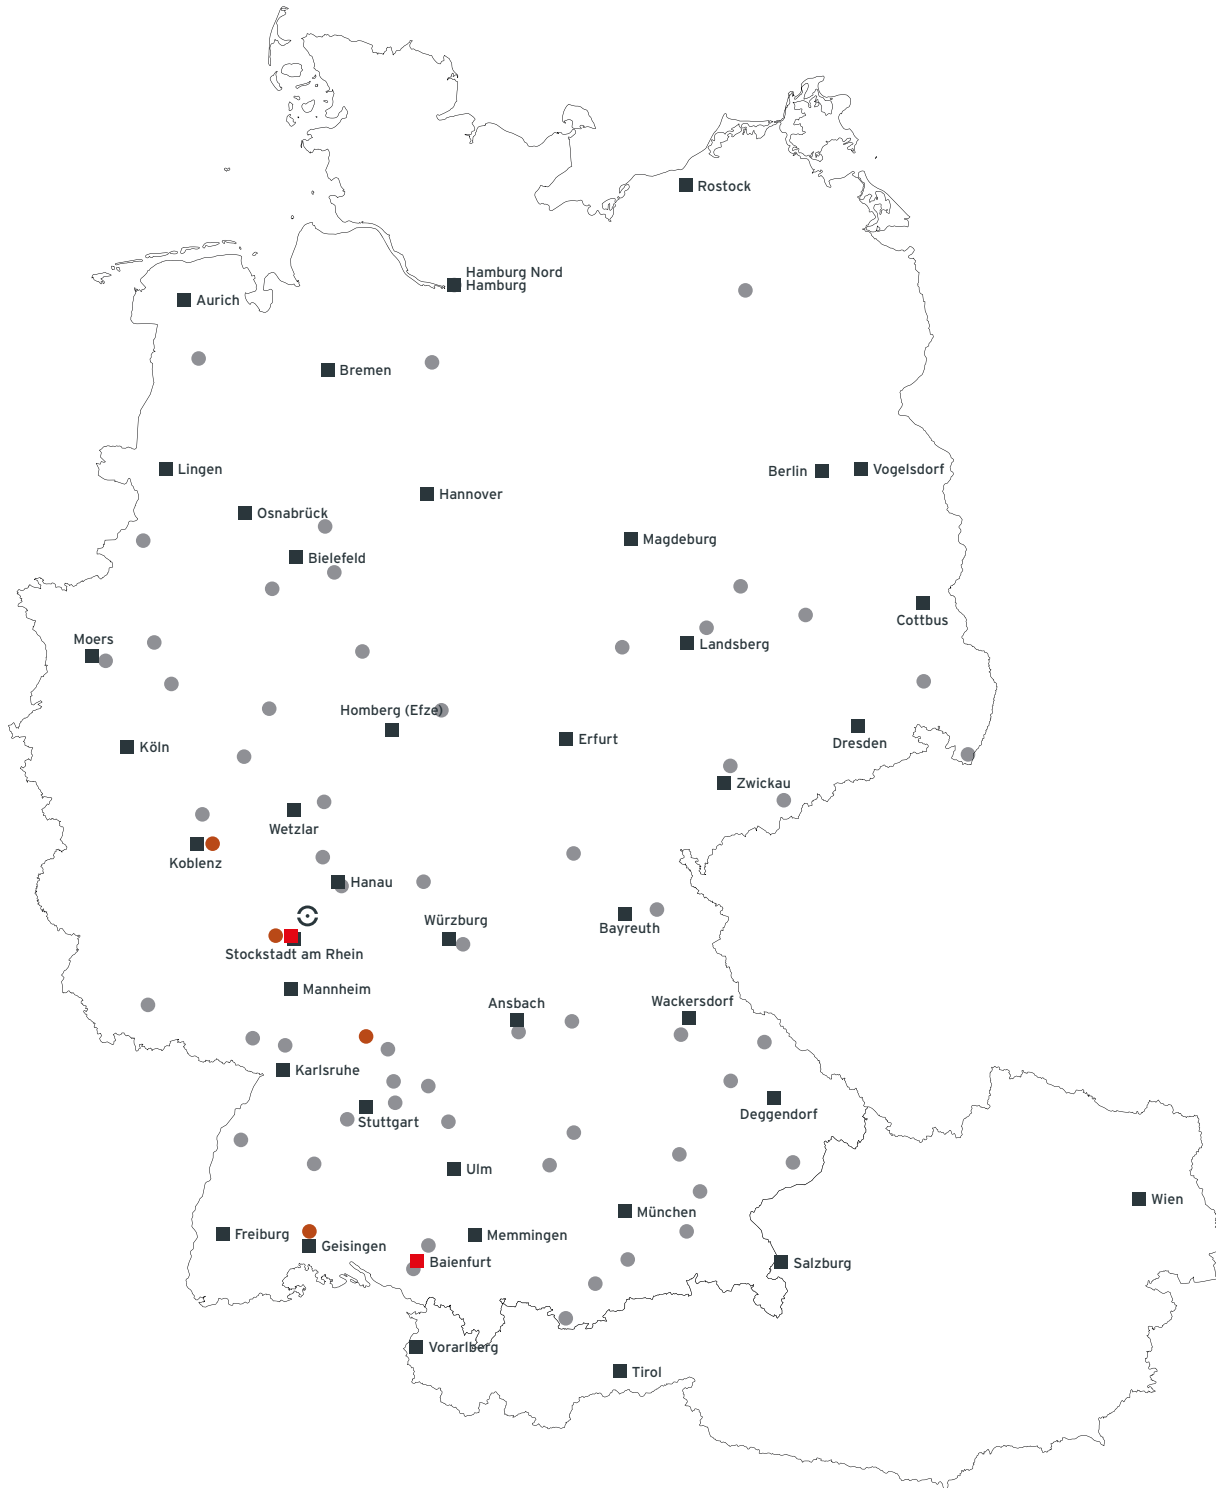 Rostock
Hamburg Nord
Hamburg
Aurich
Bremen
Lingen
Berlin
Vogelsdorf
Hannover
Osnabrück
Magdeburg
Bielefeld
Cottbus
Moers
Landsberg
Homberg (Efze)
Erfurt
Dresden
Köln
Zwickau
Wetzlar
Koblenz
Hanau
Würzburg
Bayreuth
Stockstadt am Rhein
Mannheim
Ansbach
Wackersdorf
Karlsruhe
Deggendorf
Stuttgart
Ulm
Wien
München
Freiburg
Memmingen
Geisingen
Baienfurt
Salzburg
Vorarlberg
Tirol